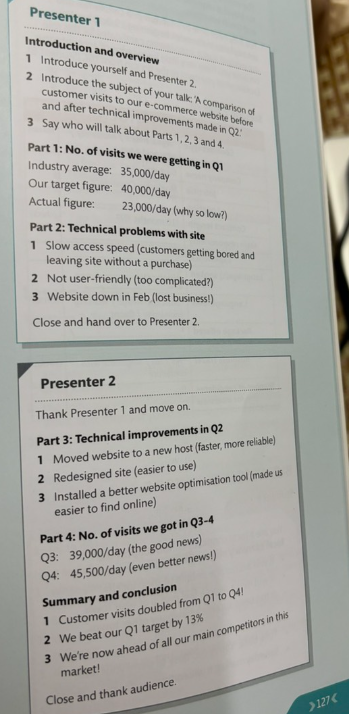 Presenter 1
Introduction and overview
1 Introduce yourself and Presenter 2.
2 Introduce the subject of your talk: 'A comparison of
customer visits to our e-commerce website before
and after technical improvements made in Q2.'
3 Say who will talk about Parts 1, 2, 3 and 4.
Part 1: No. of visits we were getting in Q1
Industry average: 35,000/day
Our target figure: 40,000/day
Actual figure: 23,000/day (why so low?)
Part 2: Technical problems with site
1 Slow access speed (customers getting bored and
leaving site without a purchase)
2 Not user-friendly (too complicated?)
3 Website down in Feb (lost business!)
Close and hand over to Presenter 2.
Presenter 2
Thank Presenter 1 and move on.
Part 3: Technical improvements in Q2
1 Moved website to a new host (faster, more reliable)
2 Redesigned site (easier to use)
3 Installed a better website optimisation tool (made us
easier to find online)
Part 4: No. of visits we got in Q3-4
Q3: 39,000/day (the good news)
Q4: 45,500/day (even better news!)
Summary and conclusion
1 Customer visits doubled from Q1 to Q4!
2 We beat our Q1 target by 13%
3 We're now ahead of all our main competitors in this
market!
Close and thank audience.
127